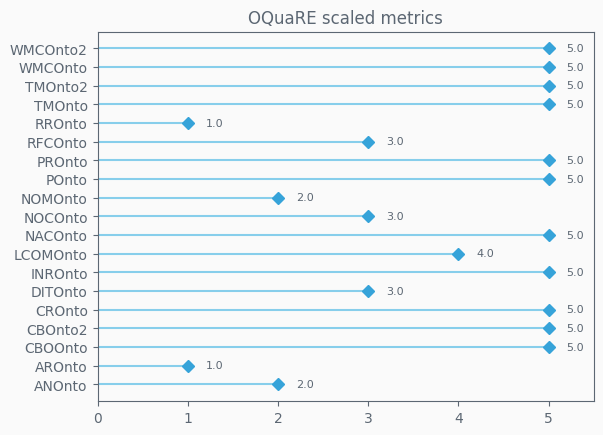 OQuaRE scaled metrics
WMCOnto2 5.0
WMCOnto 5.0
TMOnto2 5.0
TMOnto 5.0
RROnto 1.0
RFCOnto 3.0
PROnto 5.0
POnto 5.0
NOMOnto 2.0
NOCOnto 3.0
NACOnto 5.0
LCOMOnto 4.0
INROnto 5.0
DITOnto 3.0
CROnto 5.0
CBOnto2 5.0
CBOOnto 5.0
AROnto 1.0
ANOnto 2.0
0 1 2 3 4 5